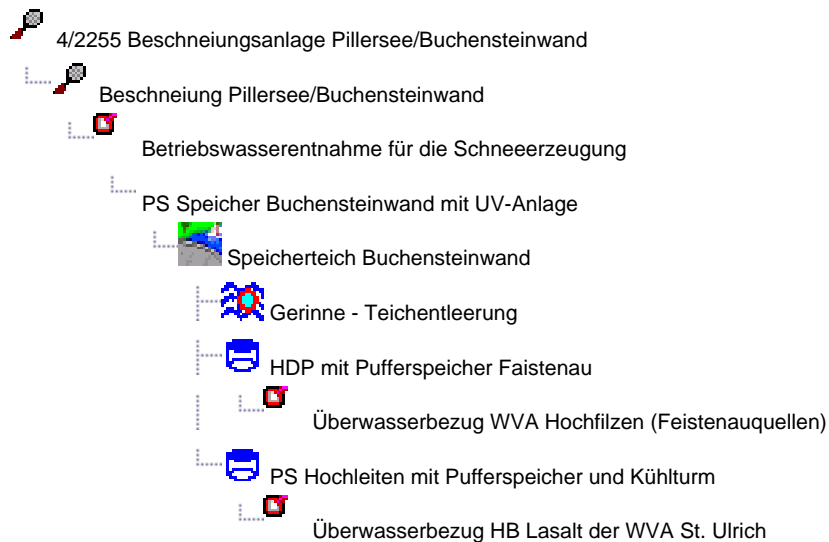 4/2255 Beschneiungsanlage Pillersee/Buchensteinwand
Beschneiung Pillersee/Buchensteinwand
Betriebswasserentnahme für die Schneeerzeugung
PS Speicher Buchensteinwand mit UV-Anlage
Speicherteich Buchensteinwand
Gerinne - Teichentleerung
HDP mit Pufferspeicher Faistenau
Überwasserbezug WVA Hochfilzen (Feistenauquellen)
PS Hochleiten mit Pufferspeicher und Kühlturm
Überwasserbezug HB Lasalt der WVA St. Ulrich